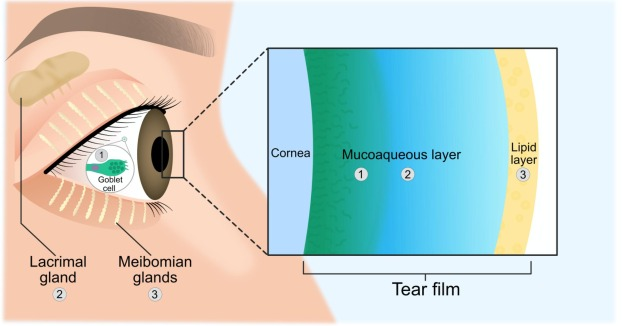 1
Goblet
cell
Lacrimal
gland
2
Meibomian
glands
3
Cornea
Mucoaqueous layer
1
2
Lipid
layer
3
Tear film